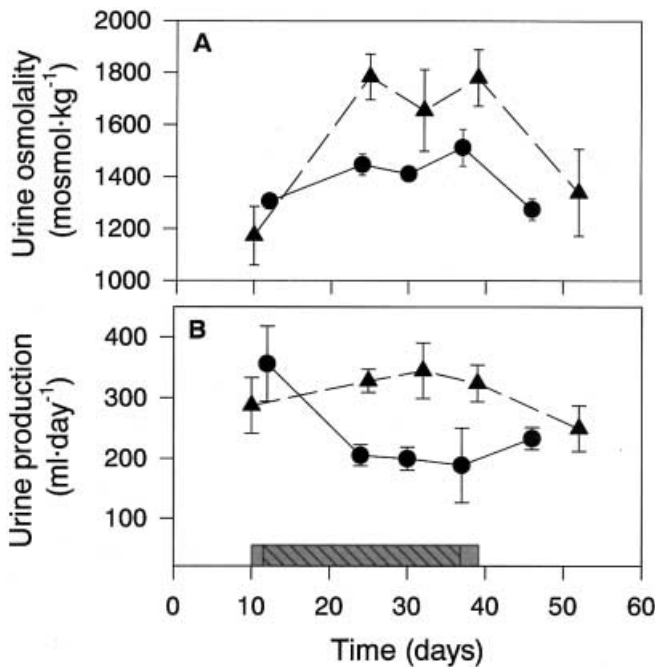 A
Urine osmolality
(mosmol·kg⁻¹)
2000
1800
1600
1400
1200
1000
B
Urine production
(ml·day⁻¹)
400
300
200
100
0 10 20 30 40 50 60
Time (days)